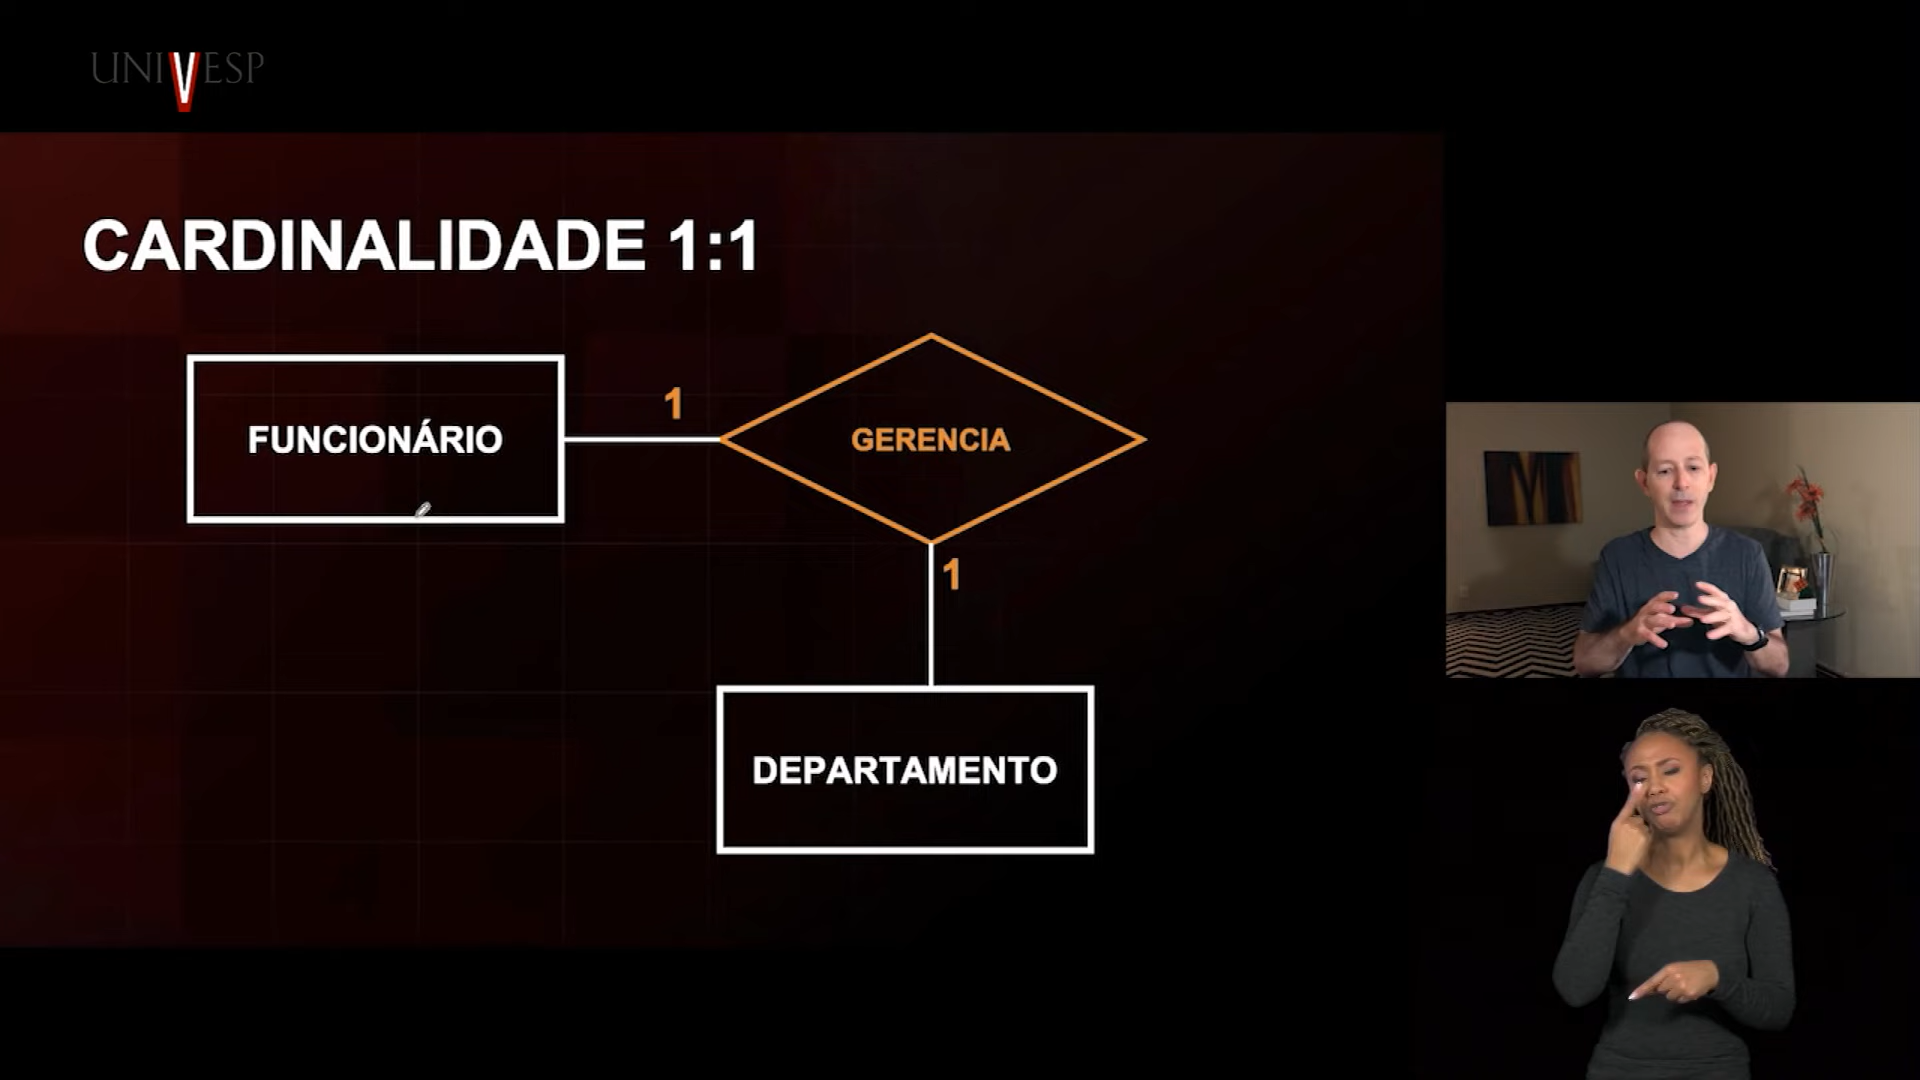 UNIVESP
CARDINALIDADE 1:1
FUNCIONÁRIO
1
GERENCIA
1
DEPARTAMENTO